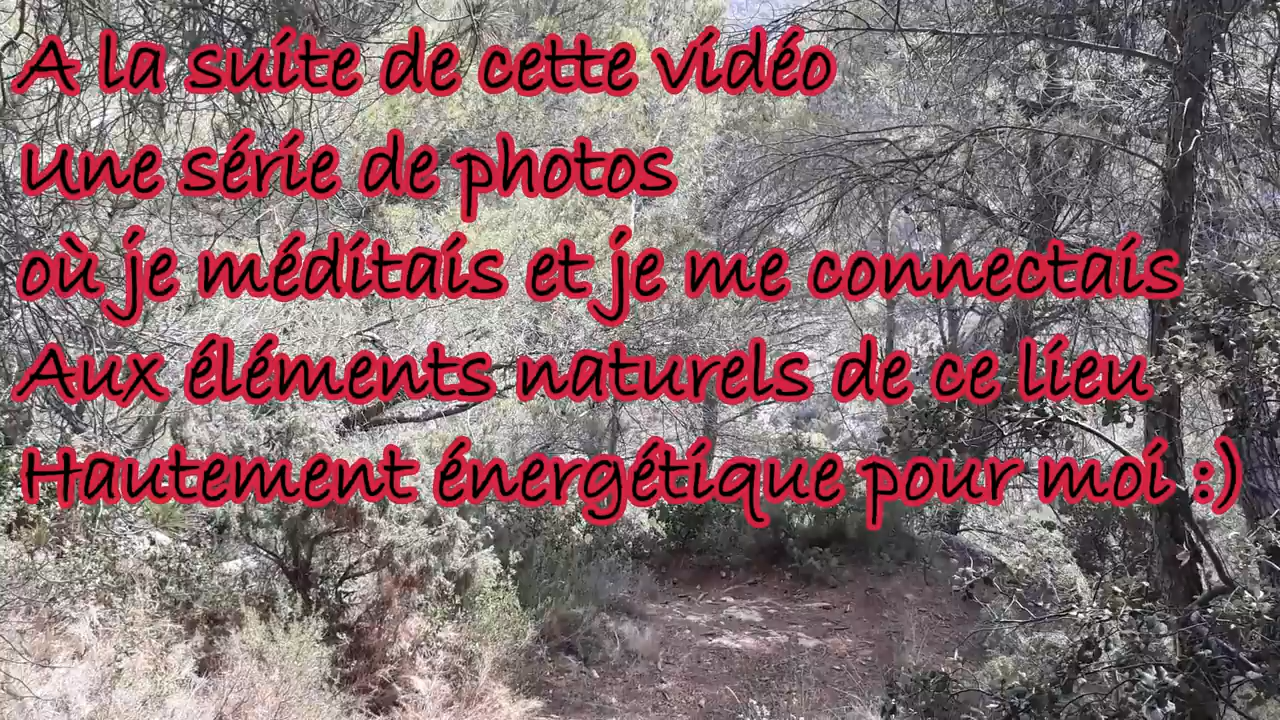 A la suite de cette vidéo
Une série de photos
où je méditais et je me connectais
Aux éléments naturels de ce lieu
Hautement énergétique pour moi :)